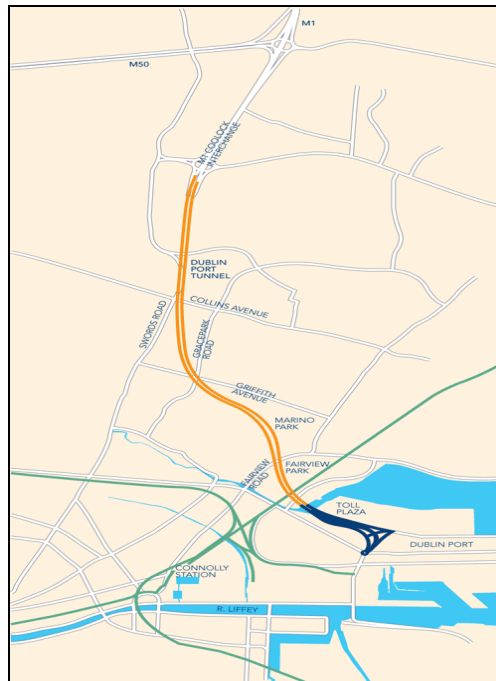 M1
M50
M1 COOLOCK
INTERCHANGE
DUBLIN
PORT
TUNNEL
COLLINS AVENUE
SWORDS ROAD
GRACEPARK
ROAD
GRIFFITH
AVENUE
MARINO
PARK
FAIRVIEW
PARK
FAIRVIEW
ROAD
TOLL
PLAZA
DUBLIN PORT
CONNOLLY
STATION
R. LIFFEY